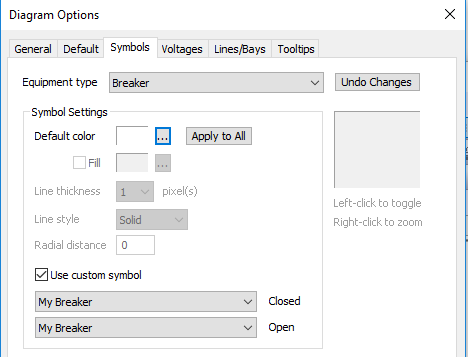 Diagram Options
General Default Symbols Voltages Lines/Bays Tooltips
Equipment type Breaker Undo Changes
Symbol Settings
Default color ... Apply to All
Fill ...
Line thickness 1 pixel(s)
Left-click to toggle
Line style Solid
Right-click to zoom
Radial distance 0
Use custom symbol
My Breaker Closed
My Breaker Open